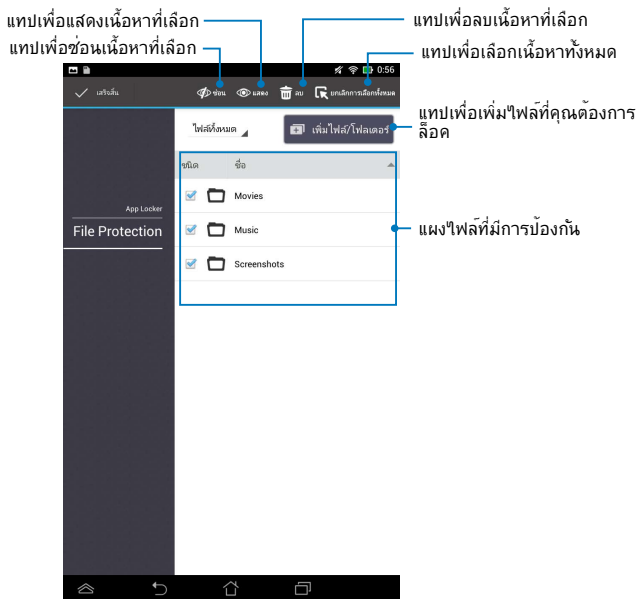 แทปเพื่อแสดงเนื้อหาที่เลือก
แทปเพื่อลบเนื้อหาที่เลือก
แทปเพื่อซ่อนเนื้อหาที่เลือก
แทปเพื่อเลือกเนื้อหาทั้งหมด
0:56
เสร็จสิ้น
ซ่อน
แสดง
ลบ
ยกเลิกการเลือกทั้งหมด
ไฟล์ทั้งหมด
เพิ่มไฟล์/โฟลเดอร์
แทปเพื่อเพิ่มไฟล์ที่คุณต้องการ
ล็อค
ชนิด
ชื่อ
Movies
App Locker
File Protection
Music
แผงไฟล์ที่มีการป้องกัน
Screenshots